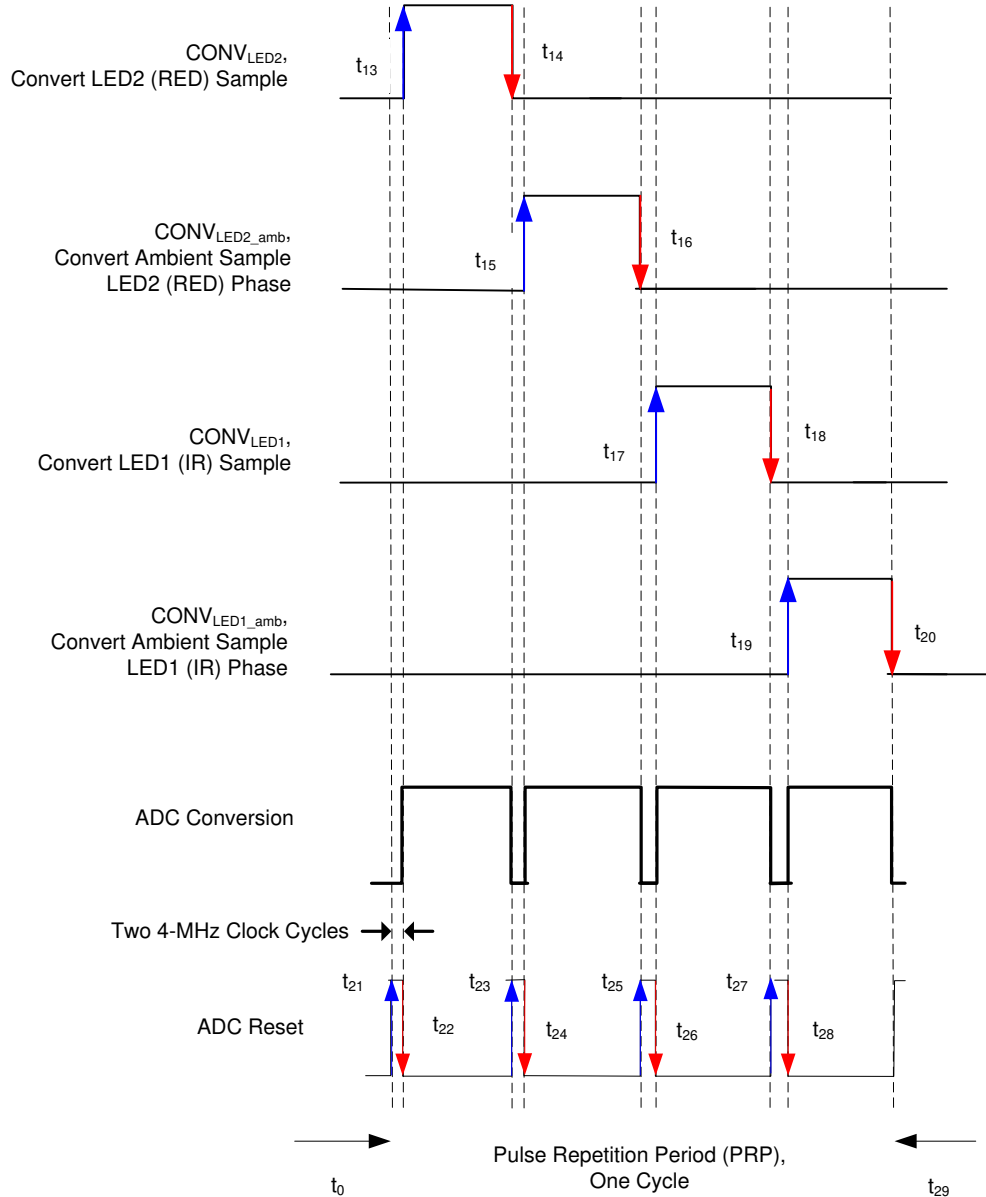 CONVLED2,
Convert LED2 (RED) Sample
t13
t14
CONVLED2_amb,
Convert Ambient Sample
LED2 (RED) Phase
t15
t16
CONVLED1,
Convert LED1 (IR) Sample
t17
t18
CONVLED1_amb,
Convert Ambient Sample
LED1 (IR) Phase
t19
t20
ADC Conversion
Two 4-MHz Clock Cycles
ADC Reset
t21
t22
t23
t24
t25
t26
t27
t28
t0
Pulse Repetition Period (PRP),
One Cycle
t29